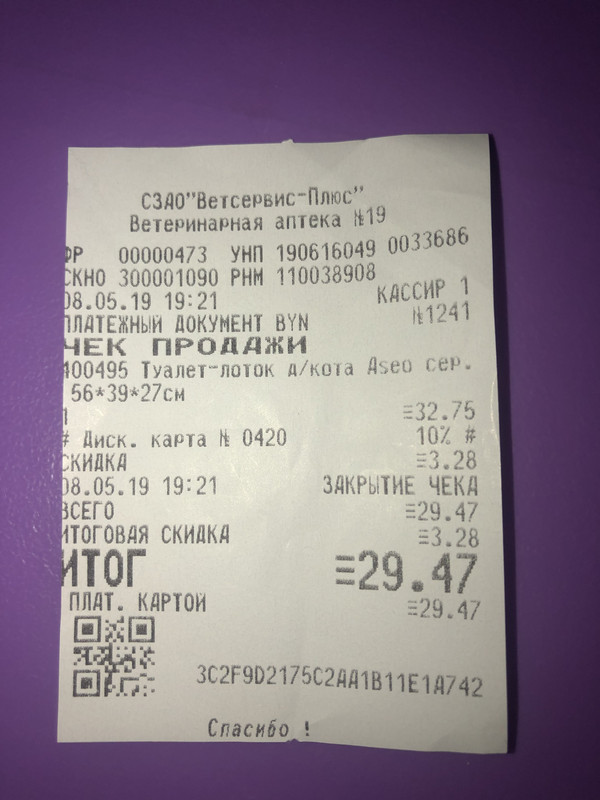 СЗАО"Ветсервис-Плюс"
Ветеринарная аптека №19
ФР 00000473 УНП 190616049 0033686
СКНО 300001090 РНМ 110038908
08.05.19 19:21 КАССИР 1
ПЛАТЕЖНЫЙ ДОКУМЕНТ BYN №1241
ЧЕК ПРОДАЖИ
400495 Туалет-лоток д/кота Aseo сер.
56*39*27см
1 =32.75
# Диск. карта № 0420 10% #
СКИДКА =3.28
08.05.19 19:21 ЗАКРЫТИЕ ЧЕКА
ВСЕГО =29.47
ИТОГОВАЯ СКИДКА =3.28
ИТОГ =29.47
ПЛАТ. КАРТОЙ =29.47
3C2F9D2175C2AA1B11E1A742
Спасибо !